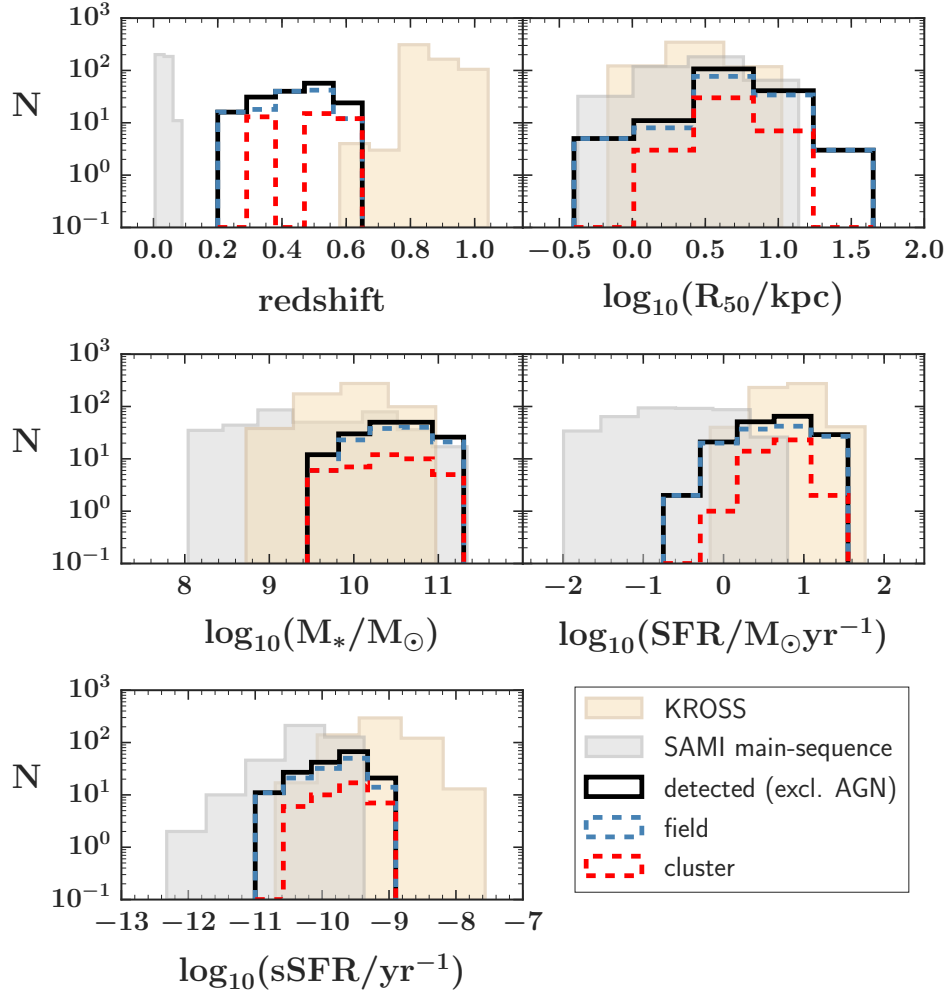 N
10³
10²
10¹
10⁰
10⁻¹
0.0 0.2 0.4 0.6 0.8 1.0
redshift
−0.5 0.0 0.5 1.0 1.5 2.0
log₁₀(R₅₀/kpc)
N
10³
10²
10¹
10⁰
10⁻¹
8 9 10 11
log₁₀(M∗/M⊙)
−2 −1 0 1 2
log₁₀(SFR/M⊙yr⁻¹)
N
10³
10²
10¹
10⁰
10⁻¹
−13 −12 −11 −10 −9 −8 −7
log₁₀(sSFR/yr⁻¹)
KROSS
SAMI main-sequence
detected (excl. AGN)
field
cluster